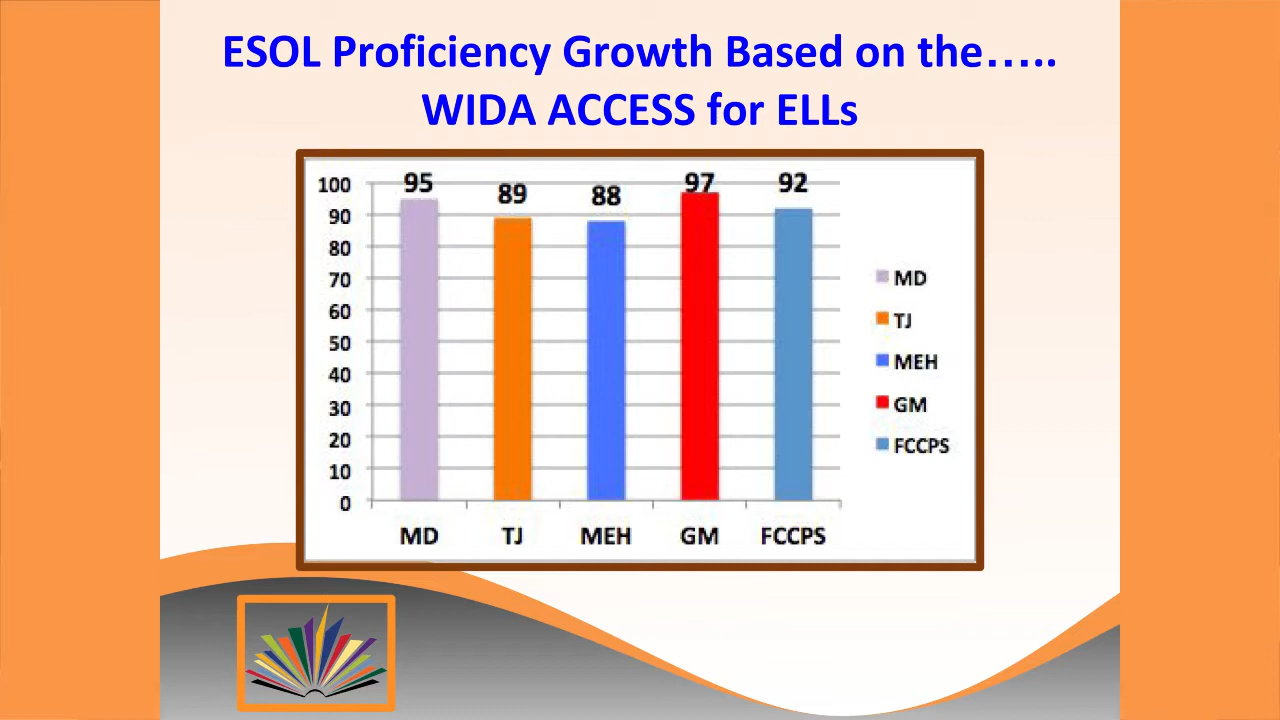 ESOL Proficiency Growth Based on the…..
WIDA ACCESS for ELLs
100
90
80
70
60
50
40
30
20
10
0
95
89
88
97
92
MD
TJ
MEH
GM
FCCPS
MD
TJ
MEH
GM
FCCPS